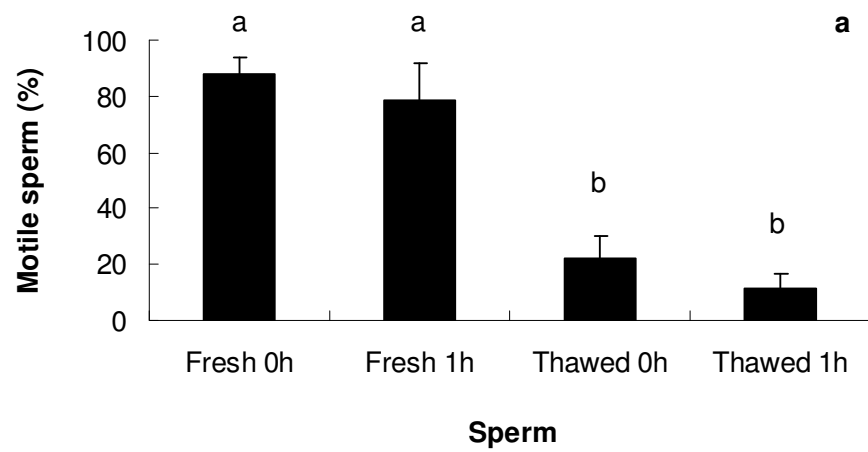 a a a
100
80
60
40
20
0
Motile sperm (%)
b
b
Fresh 0h Fresh 1h Thawed 0h Thawed 1h
Sperm